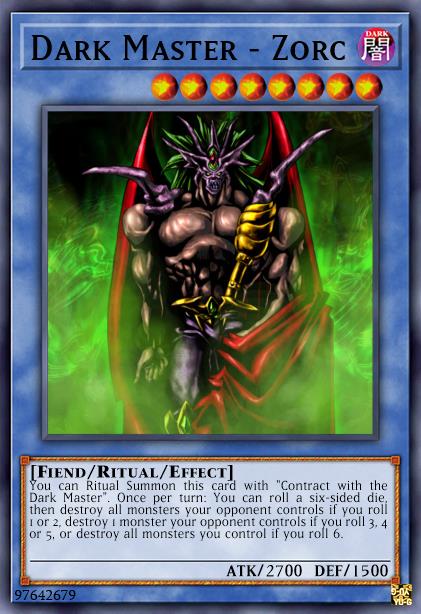 DARK MASTER - ZORC
DARK
闇
[FIEND/RITUAL/EFFECT]
You can Ritual Summon this card with "Contract with the
Dark Master". Once per turn: You can roll a six-sided die,
then destroy all monsters your opponent controls if you roll
1 or 2, destroy 1 monster your opponent controls if you roll 3, 4
or 5, or destroy all monsters you control if you roll 6.
ATK/2700 DEF/1500
97642679